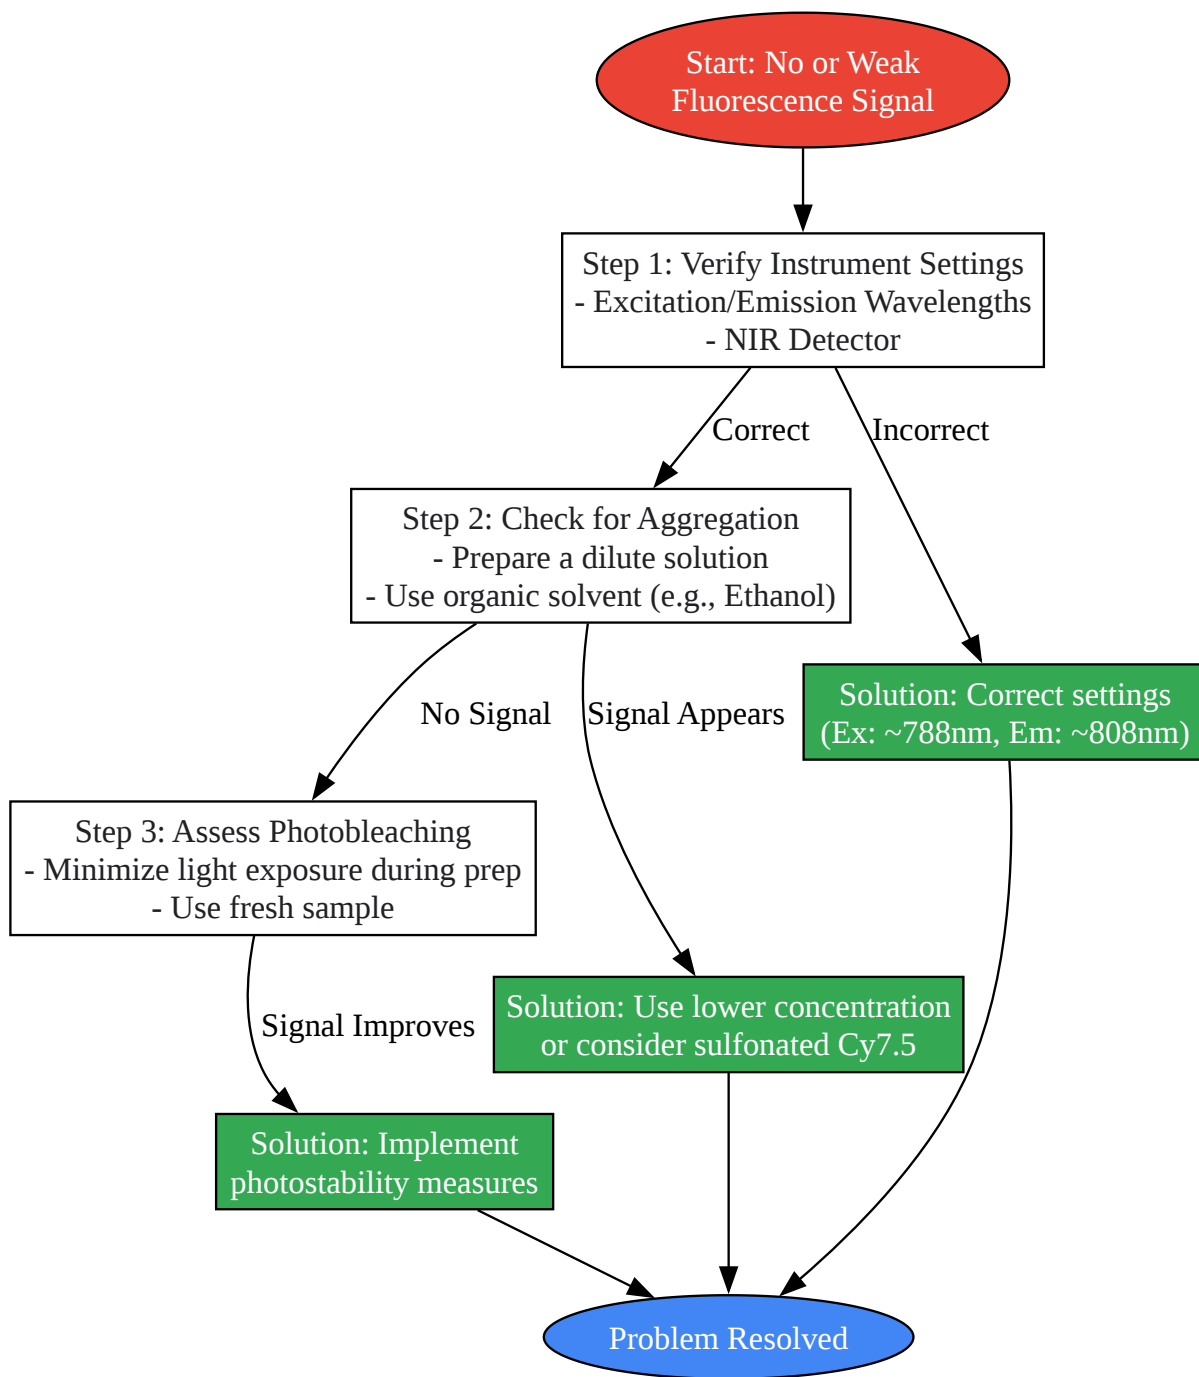 Start: No or Weak
Fluorescence Signal
Step 1: Verify Instrument Settings
- Excitation/Emission Wavelengths
- NIR Detector
Correct
Incorrect
Step 2: Check for Aggregation
- Prepare a dilute solution
- Use organic solvent (e.g., Ethanol)
No Signal
Signal Appears
Solution: Correct settings
(Ex: ~788nm, Em: ~808nm)
Step 3: Assess Photobleaching
- Minimize light exposure during prep
- Use fresh sample
Signal Improves
Solution: Use lower concentration
or consider sulfonated Cy7.5
Solution: Implement
photostability measures
Problem Resolved